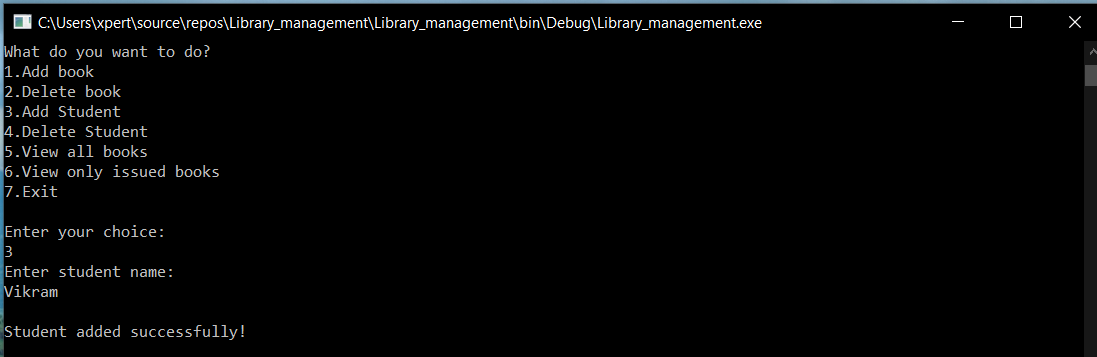 C:\Users\xpert\source\repos\Library_management\Library_management\bin\Debug\Library_management.exe
What do you want to do?
1.Add book
2.Delete book
3.Add Student
4.Delete Student
5.View all books
6.View only issued books
7.Exit
Enter your choice:
3
Enter student name:
Vikram
Student added successfully!